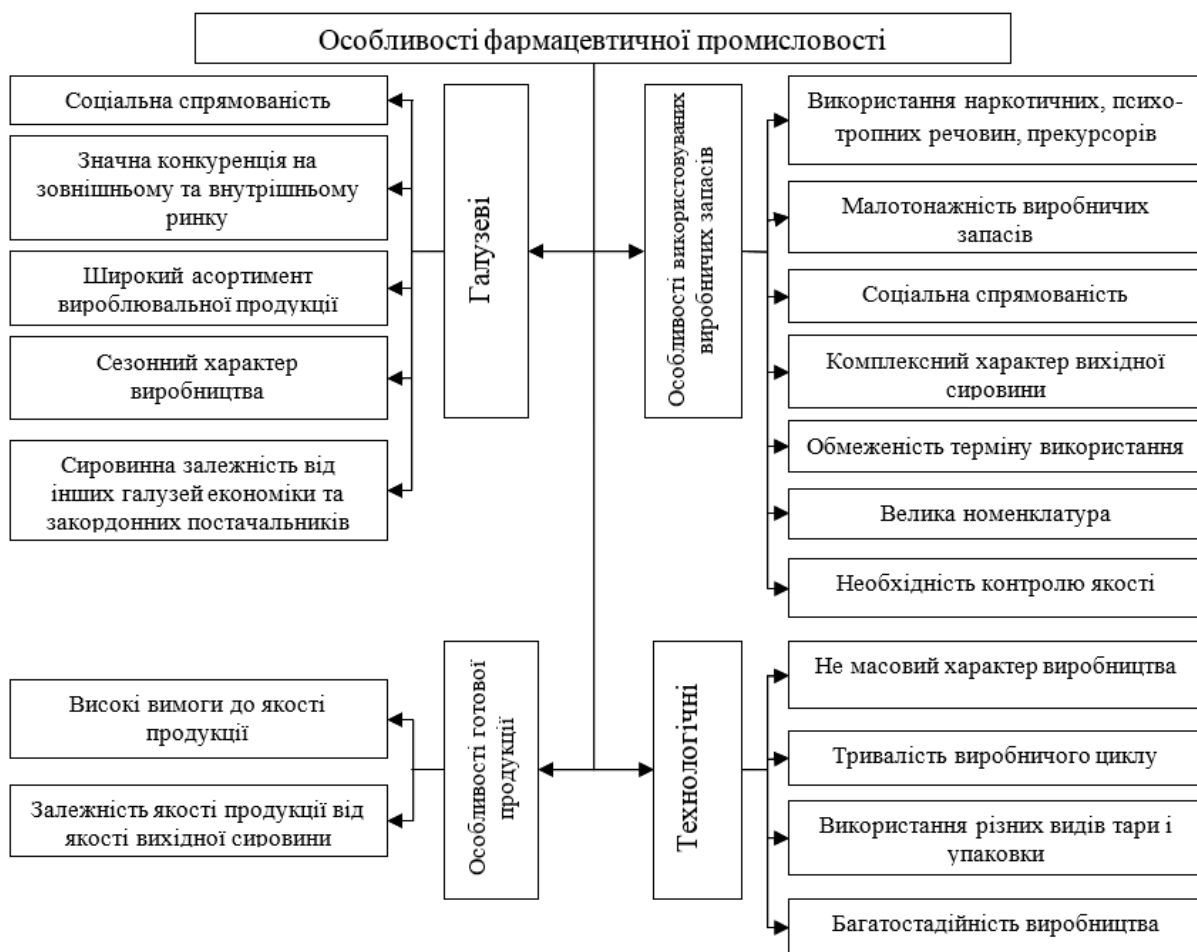 Особливості фармацевтичної промисловості
Галузеві
Соціальна спрямованість
Значна конкуренція на
зовнішньому та внутрішньому
ринку
Широкий асортимент
вироблювальної продукції
Сезонний характер
виробництва
Сировинна залежність від
інших галузей економіки та
закордонних постачальників
Особливості використовуваних
виробничих запасів
Використання наркотичних, психо-
тропних речовин, прекурсорів
Малотонажність виробничих
запасів
Соціальна спрямованість
Комплексний характер вихідної
сировини
Обмеженість терміну використання
Велика номенклатура
Необхідність контролю якості
Особливості готової
продукції
Високі вимоги до якості
продукції
Залежність якості продукції від
якості вихідної сировини
Технологічні
Не масовий характер виробництва
Тривалість виробничого циклу
Використання різних видів тари і
упаковки
Багатостадійність виробництва